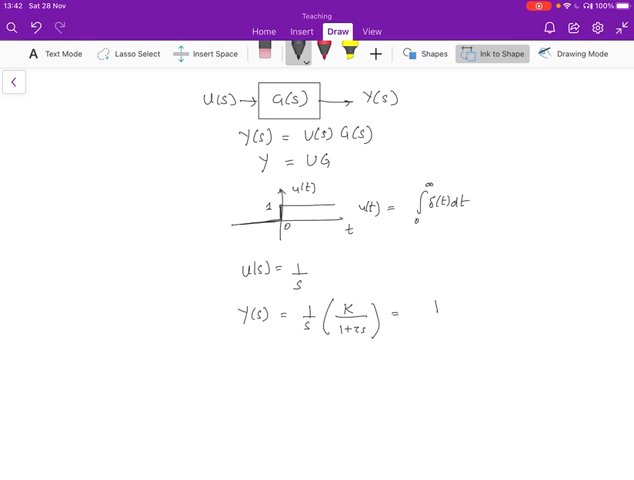 13:42 Sat 28 Nov
100%
Teaching
Home Insert Draw View
Text Mode Lasso Select Insert Space Shapes Ink to Shape Drawing Mode
U(s) → G(s) → Y(s)
Y(s) = U(s) G(s)
Y = UG
u(t)
1
0
t
u(t) = ∫₀^∞ δ(t)dt
U(s) = 1/s
Y(s) = 1/s (K/(1+τs)) = 1